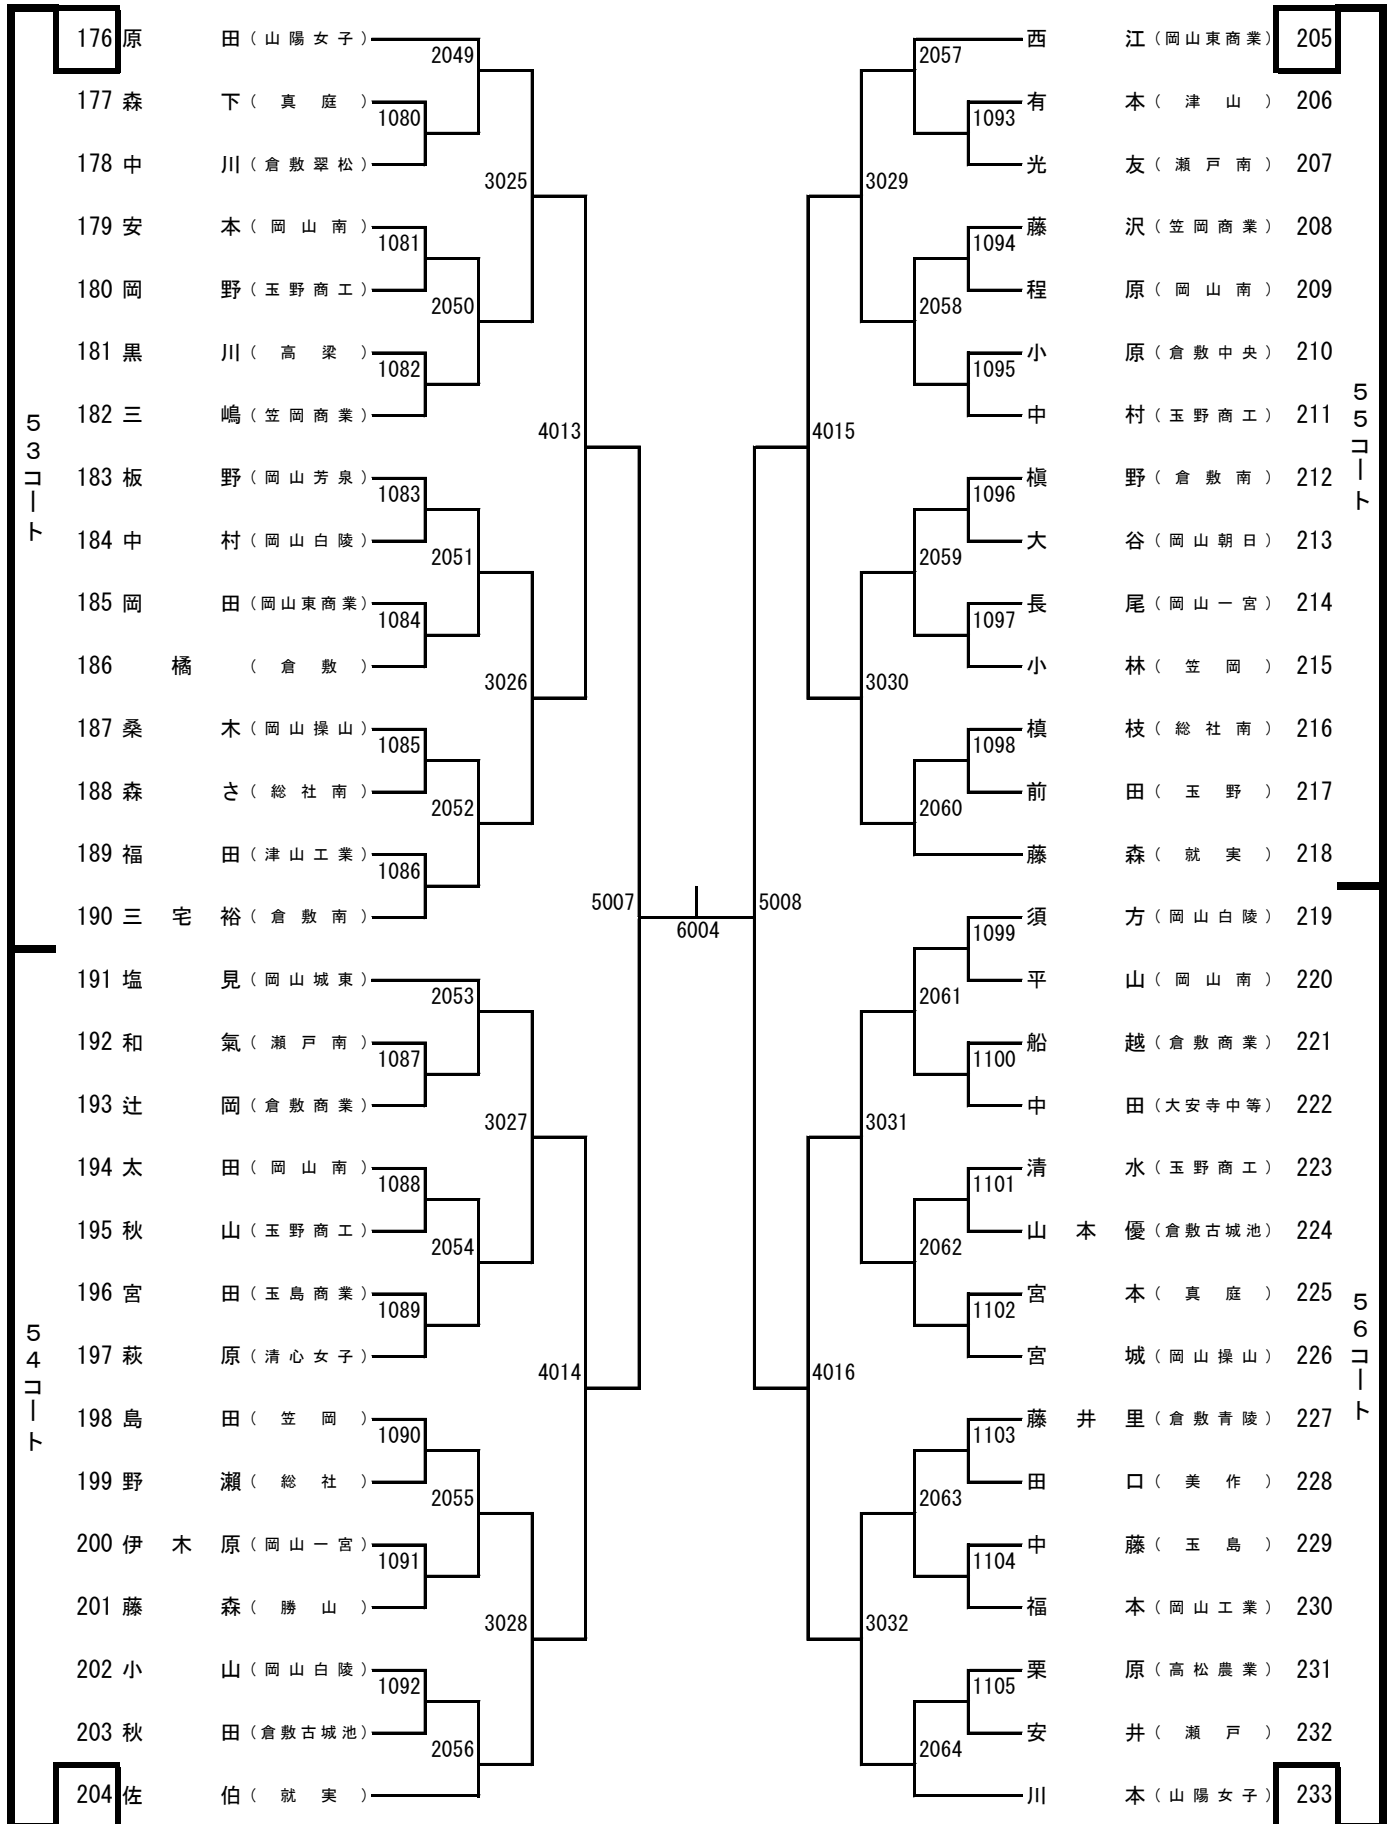 176 原 田 (山陽女子)
2049
177 森 下 ( 真 庭 )
1080
178 中 川 (倉敷翠松)
3025
179 安 本 ( 岡 山 南 )
1081
180 岡 野 (玉野商工)
2050
181 黒 川 ( 高 梁 )
1082
182 三 嶋 (笠岡商業)
4013
183 板 野 (岡山芳泉)
1083
184 中 村 (岡山白陵)
2051
185 岡 田 (岡山東商業)
1084
186 橘 ( 倉 敷 )
3026
187 桑 木 (岡山操山)
1085
188 森 さ ( 総 社 南 )
2052
189 福 田 (津山工業)
1086
190 三 宅 裕 ( 倉 敷 南 )
53コート
5007
191 塩 見 (岡山城東)
2053
192 和 氣 ( 瀬 戸 南 )
1087
193 辻 岡 (倉敷商業)
3027
194 太 田 ( 岡 山 南 )
1088
195 秋 山 (玉野商工)
2054
196 宮 田 (玉島商業)
1089
197 萩 原 (清心女子)
4014
198 島 田 ( 笠 岡 )
1090
199 野 瀬 ( 総 社 )
2055
200 伊 木 原 (岡山一宮)
1091
201 藤 森 ( 勝 山 )
3028
202 小 山 (岡山白陵)
1092
203 秋 田 (倉敷古城池)
2056
204 佐 伯 ( 就 実 )
54コート
6004
西 江 (岡山東商業) 205
2057
有 本 ( 津 山 ) 206
1093
光 友 ( 瀬 戸 南 ) 207
3029
藤 沢 (笠岡商業) 208
1094
程 原 ( 岡 山 南 ) 209
2058
小 原 (倉敷中央) 210
1095
中 村 (玉野商工) 211
4015
槇 野 ( 倉 敷 南 ) 212
1096
大 谷 (岡山朝日) 213
2059
長 尾 (岡山一宮) 214
1097
小 林 ( 笠 岡 ) 215
3030
槙 枝 ( 総 社 南 ) 216
1098
前 田 ( 玉 野 ) 217
2060
藤 森 ( 就 実 ) 218
55コート
5008
須 方 (岡山白陵) 219
1099
平 山 ( 岡 山 南 ) 220
2061
船 越 (倉敷商業) 221
1100
中 田 (大安寺中等) 222
3031
清 水 (玉野商工) 223
1101
山 本 優 (倉敷古城池) 224
2062
宮 本 ( 真 庭 ) 225
1102
宮 城 (岡山操山) 226
4016
藤 井 里 (倉敷青陵) 227
1103
田 口 ( 美 作 ) 228
2063
中 藤 ( 玉 島 ) 229
1104
福 本 (岡山工業) 230
3032
栗 原 (高松農業) 231
1105
安 井 ( 瀬 戸 ) 232
2064
川 本 (山陽女子) 233
56コート